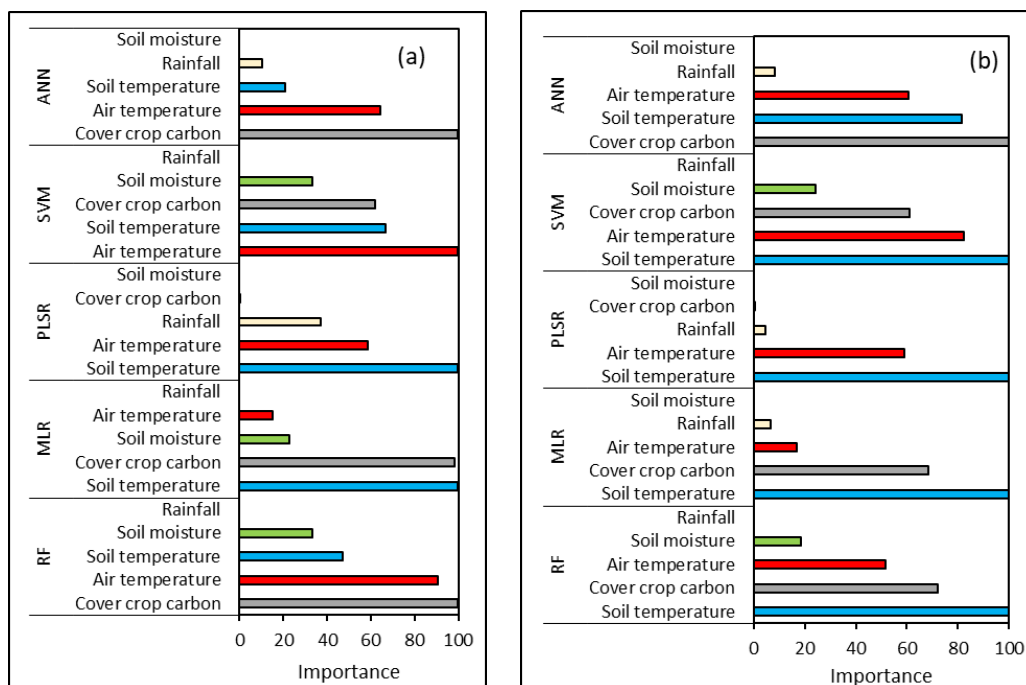 (a)
ANN
Soil moisture
Rainfall
Soil temperature
Air temperature
Cover crop carbon
SVM
Rainfall
Soil moisture
Cover crop carbon
Soil temperature
Air temperature
PLSR
Soil moisture
Cover crop carbon
Rainfall
Air temperature
Soil temperature
MLR
Rainfall
Air temperature
Soil moisture
Cover crop carbon
Soil temperature
RF
Rainfall
Soil moisture
Soil temperature
Air temperature
Cover crop carbon
0 20 40 60 80 100
Importance
(b)
ANN
Soil moisture
Rainfall
Air temperature
Soil temperature
Cover crop carbon
SVM
Rainfall
Soil moisture
Cover crop carbon
Air temperature
Soil temperature
PLSR
Soil moisture
Cover crop carbon
Rainfall
Air temperature
Soil temperature
MLR
Soil moisture
Rainfall
Air temperature
Cover crop carbon
Soil temperature
RF
Rainfall
Soil moisture
Air temperature
Cover crop carbon
Soil temperature
0 20 40 60 80 100
Importance